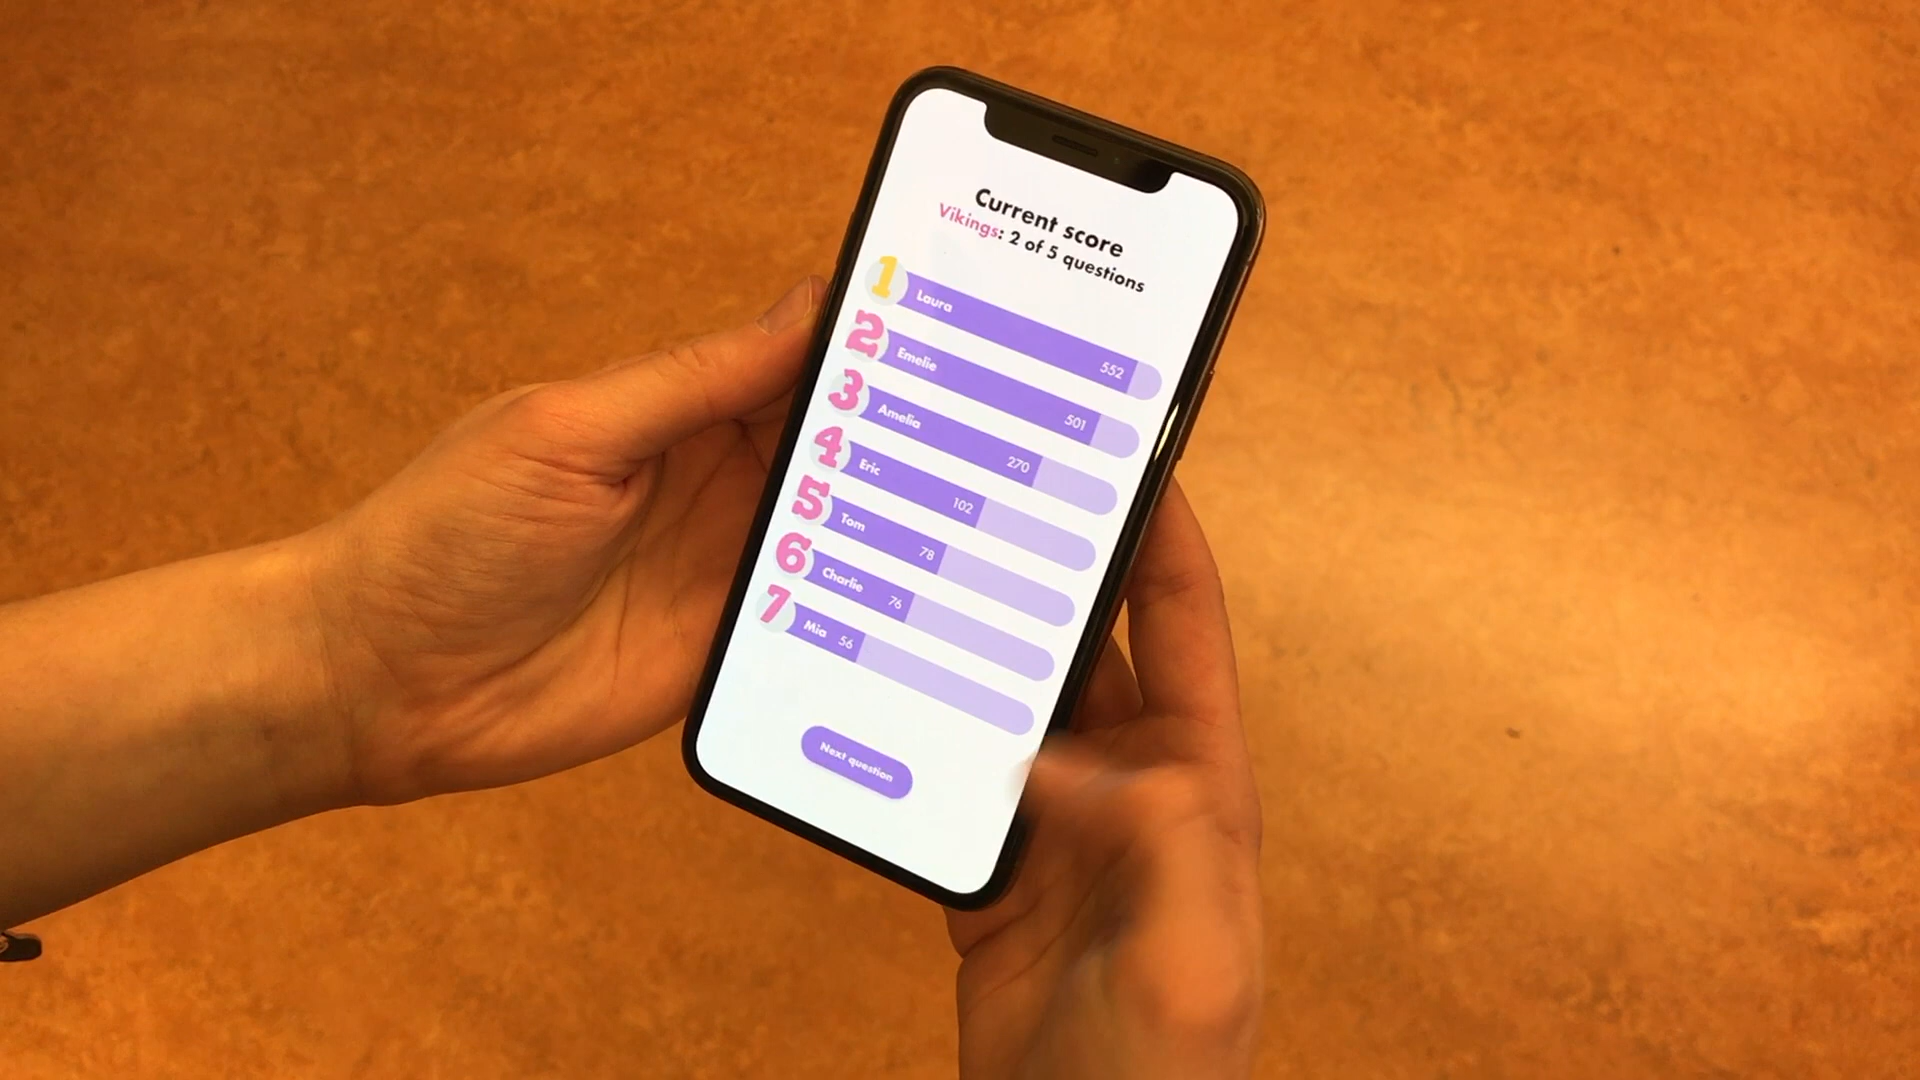 Current score
Vikings: 2 of 5 questions
1 Laura 552
2 Emelie 501
3 Amelia 270
4 Eric 102
5 Tom 78
6 Charlie 76
7 Mia 56
Next question